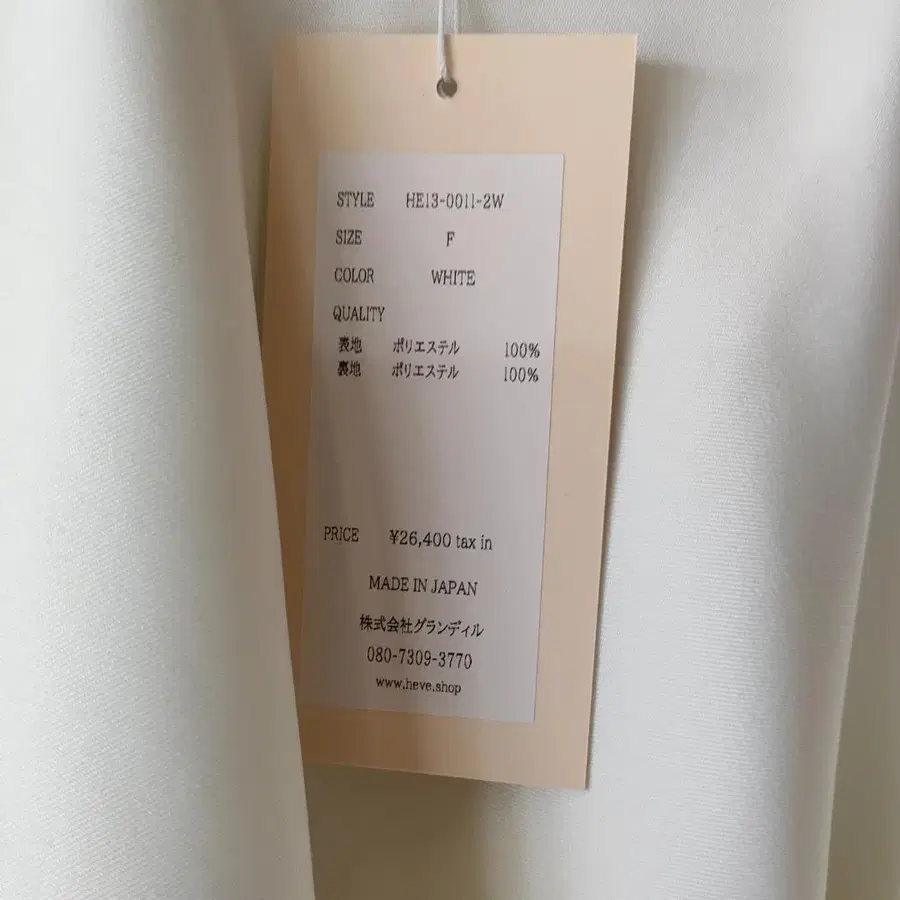 STYLE HE13-0011-2W
SIZE F
COLOR WHITE
QUALITY
表地 ポリエステル 100%
裏地 ポリエステル 100%
PRICE ¥26,400 tax in
MADE IN JAPAN
株式会社グランディル
080-7309-3770
www.heve.shop